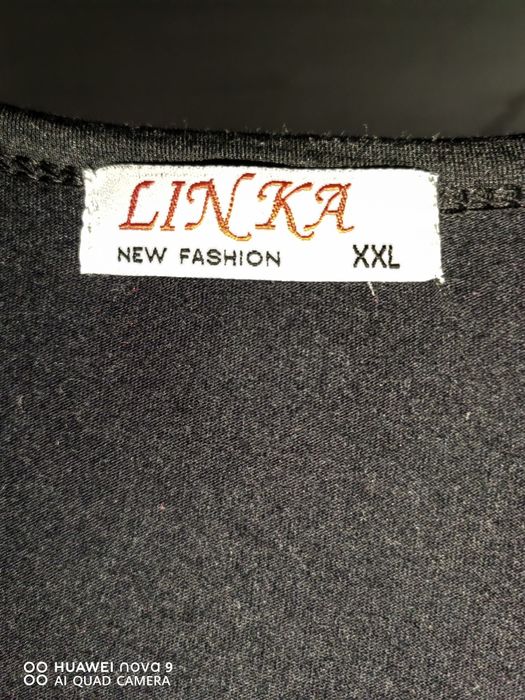 LINKA
NEW FASHION XXL
HUAWEI nova 9
AI QUAD CAMERA